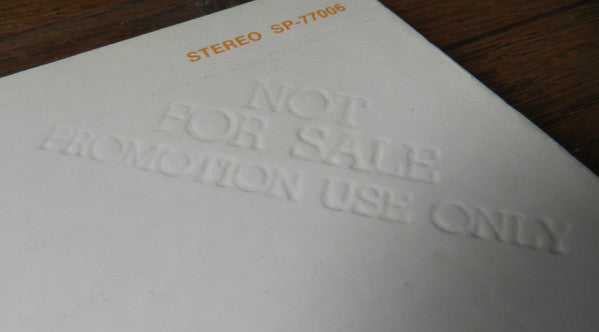 STEREO SP-77006
NOT
FOR SALE
PROMOTION USE ONLY